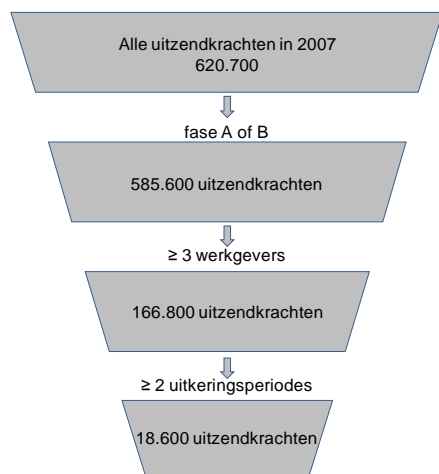 Alle uitzendkrachten in 2007
620.700
fase A of B
585.600 uitzendkrachten
≥ 3 werkgevers
166.800 uitzendkrachten
≥ 2 uitkeringsperiodes
18.600 uitzendkrachten